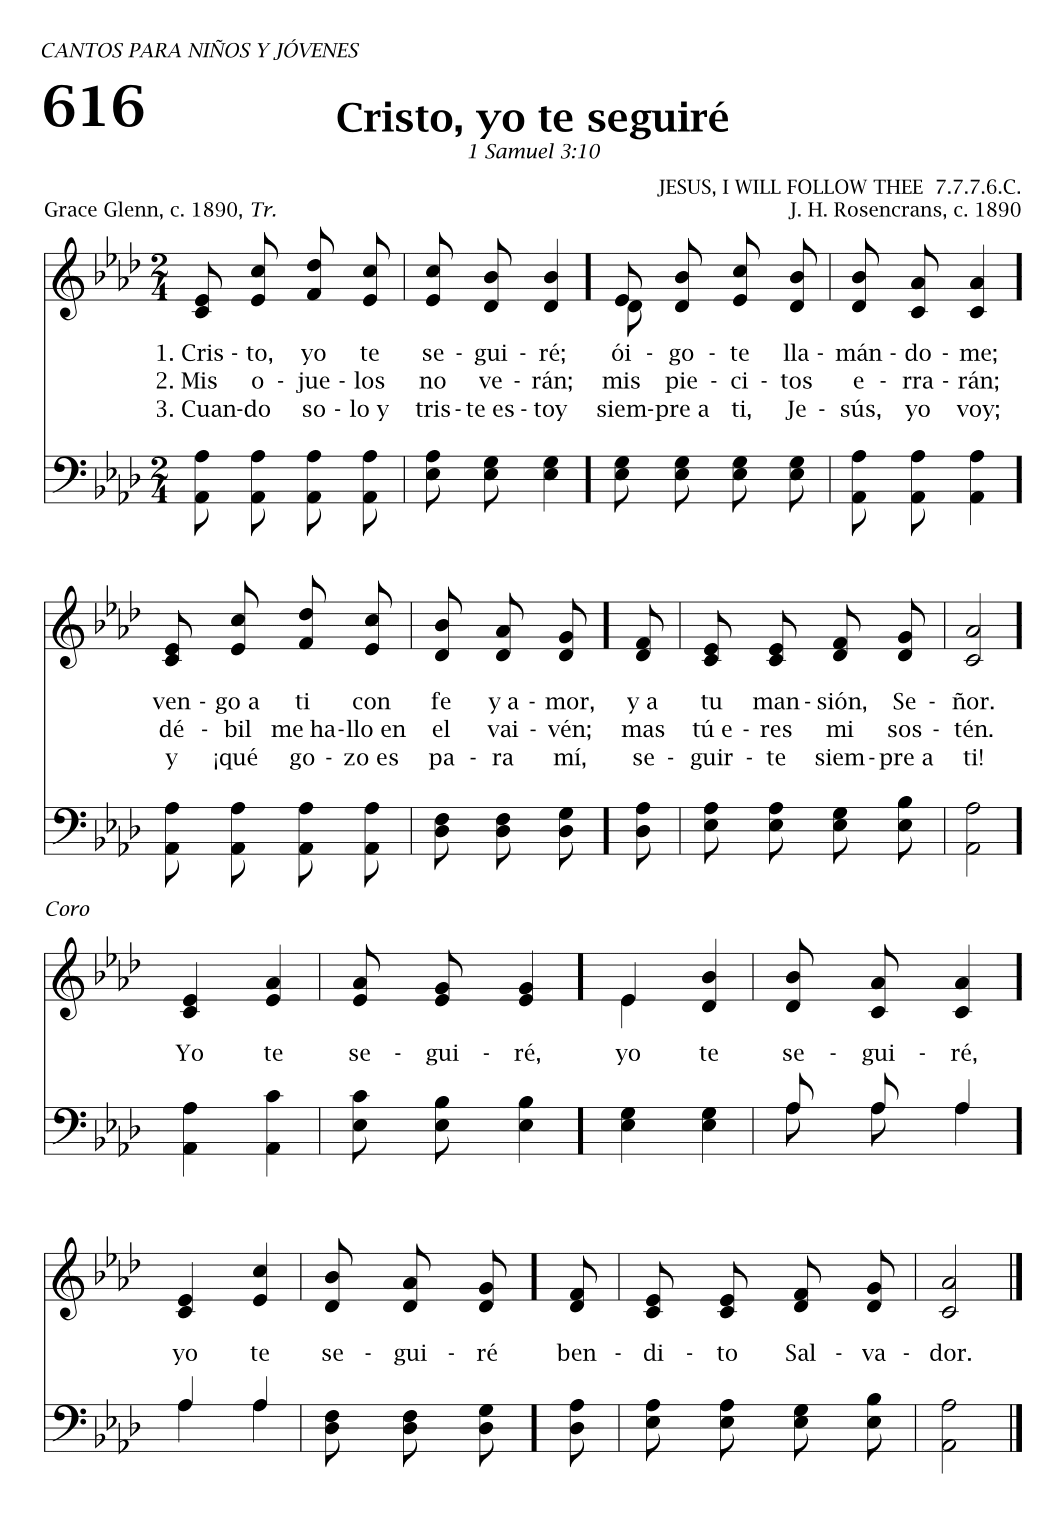 CANTOS PARA NIÑOS Y JÓVENES
616
Cristo, yo te seguiré
1 Samuel 3:10
JESUS, I WILL FOLLOW THEE 7.7.7.6.C.
Grace Glenn, c. 1890, Tr.
J. H. Rosencrans, c. 1890
1. Cris - to, yo te se - gui - ré; ói - go - te lla - mán - do - me;
2. Mis o - jue - los no ve - rán; mis pie - ci - tos e - rra - rán;
3. Cuan-do so - lo y tris - te es - toy siem-pre a ti, Je - sús, yo voy;
ven - go a ti con fe y a - mor, y a tu man - sión, Se - ñor.
dé - bil me ha-llo en el vai - vén; mas tú e - res mi sos - tén.
y ¡qué go - zo es pa - ra mí, se - guir - te siem - pre a ti!
Coro
Yo te se - gui - ré, yo te se - gui - ré,
yo te se - gui - ré ben - di - to Sal - va - dor.